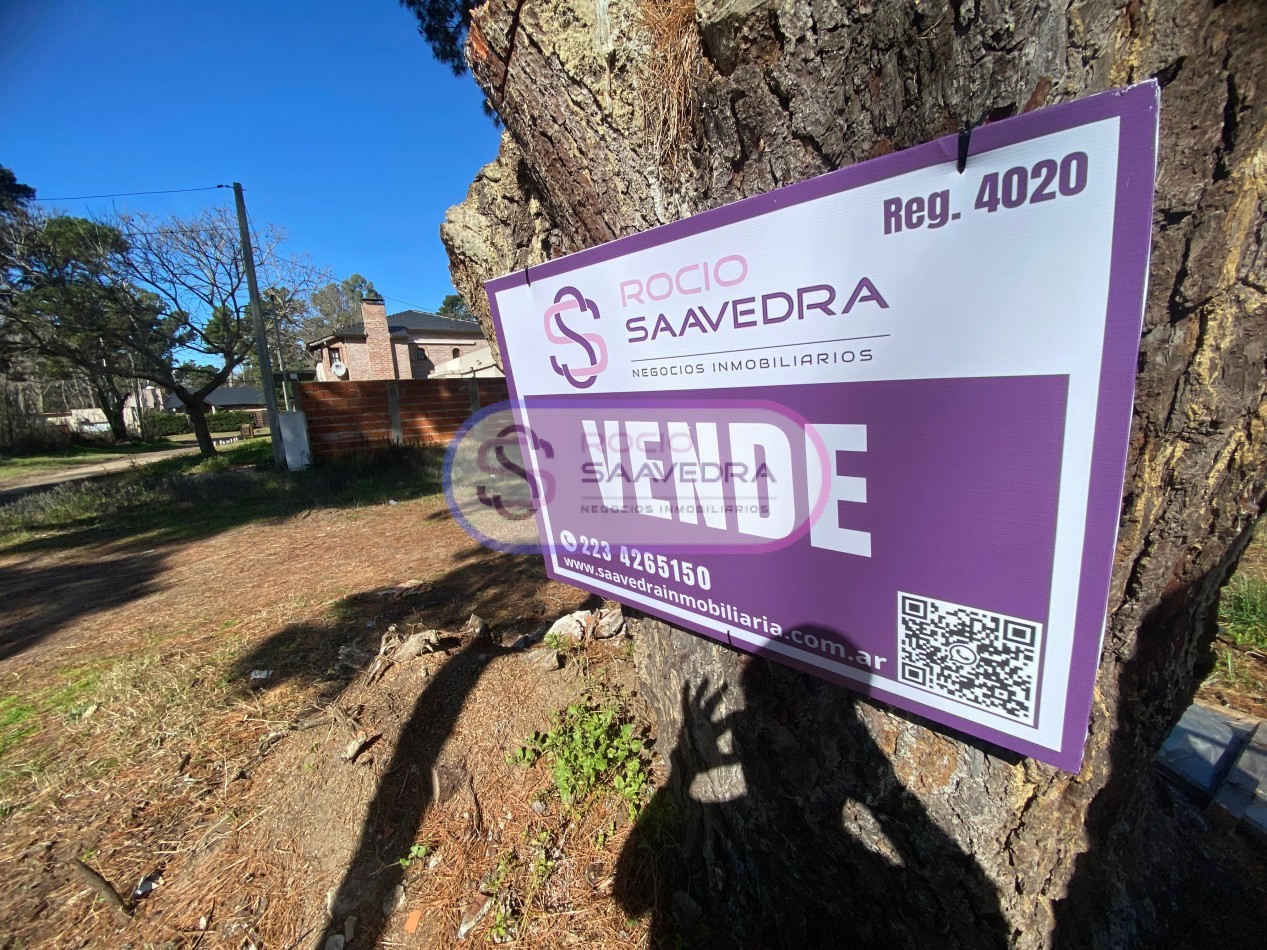 Reg. 4020
ROCIO
SAAVEDRA
NEGOCIOS INMOBILIARIOS
VENDE
ROCIO
SAAVEDRA
NEGOCIOS INMOBILIARIOS
223 4265150
www.saavedrainmobiliaria.com.ar